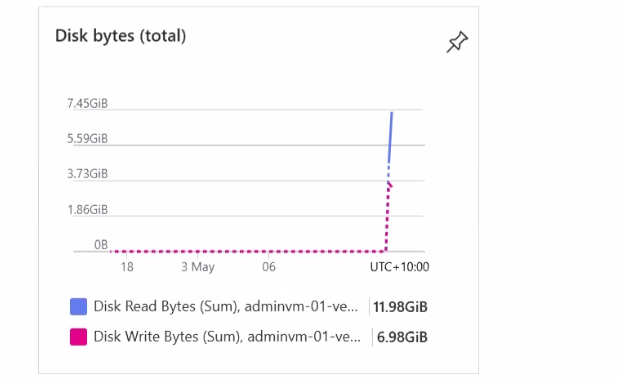 Disk bytes (total)
7.45GiB
5.59GiB
3.73GiB
1.86GiB
0B
18 3 May 06 UTC+10:00
Disk Read Bytes (Sum), adminvm-01-ve... 11.98GiB
Disk Write Bytes (Sum), adminvm-01-ve... 6.98GiB